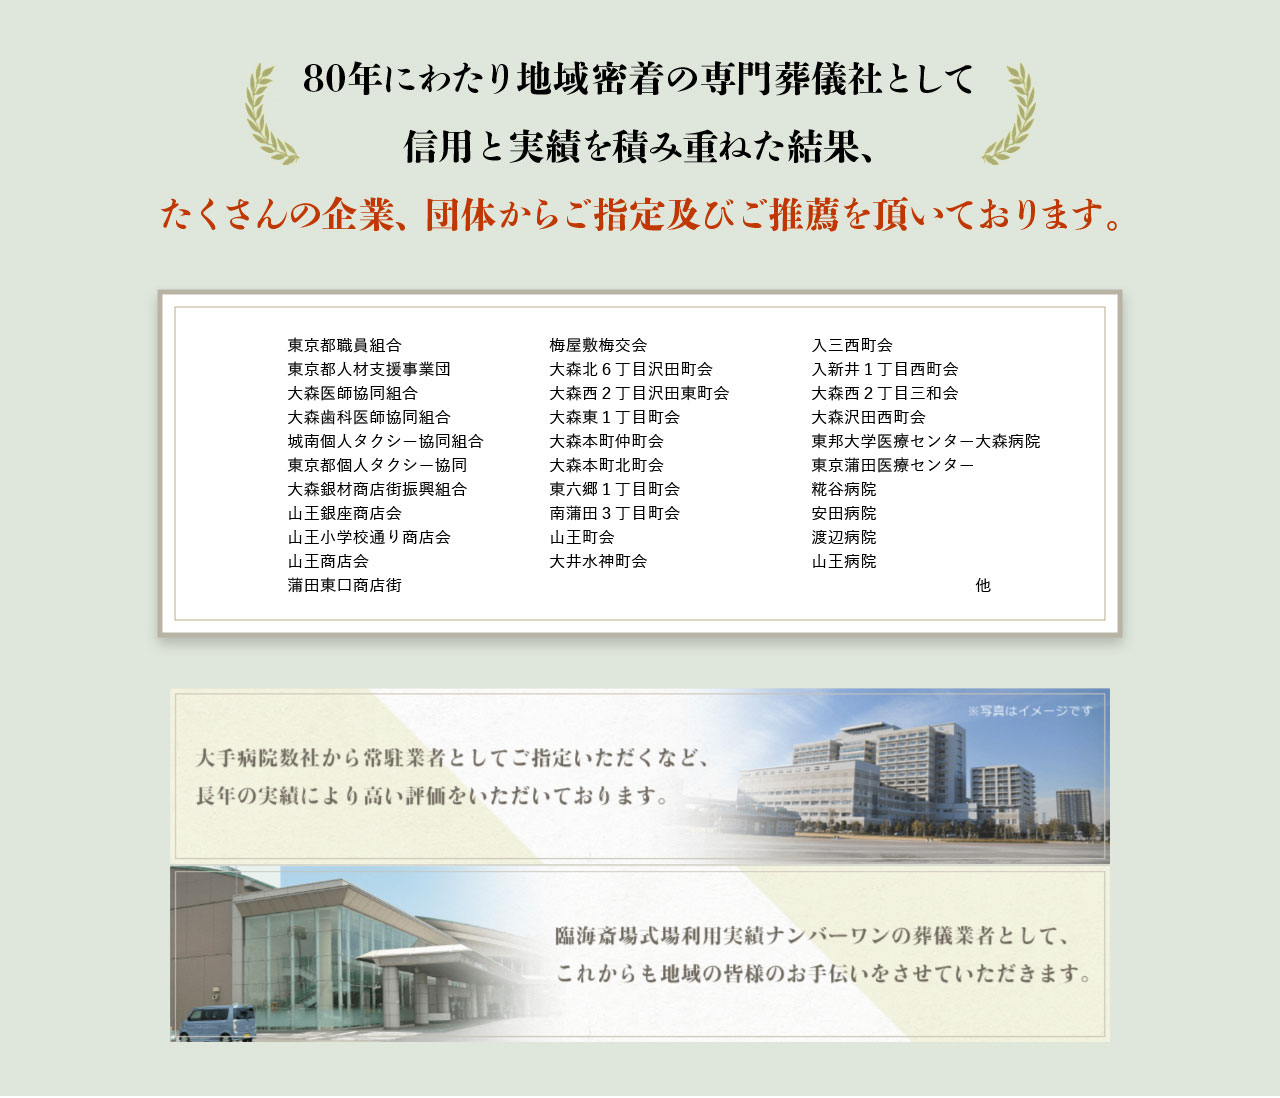 80年にわたり地域密着の専門葬儀社として
信用と実績を積み重ねた結果、
たくさんの企業、団体からご指定及びご推薦を頂いております。
東京都職員組合
東京都人材支援事業団
大森医師協同組合
大森歯科医師協同組合
城南個人タクシー協同組合
東京都個人タクシー協同
大森銀材商店街振興組合
山王銀座商店会
山王小学校通り商店会
山王商店会
蒲田東口商店街
梅屋敷梅交会
大森北６丁目沢田町会
大森西２丁目沢田東町会
大森東１丁目町会
大森本町仲町会
大森本町北町会
東六郷１丁目町会
南蒲田３丁目町会
山王町会
大井水神町会
入三西町会
入新井１丁目西町会
大森西２丁目三和会
大森沢田西町会
東邦大学医療センター大森病院
東京蒲田医療センター
糀谷病院
安田病院
渡辺病院
山王病院
他
※写真はイメージです
大手病院数社から常駐業者としてご指定いただくなど、
長年の実績により高い評価をいただいております。
臨海斎場式場利用実績ナンバーワンの葬儀業者として、
これからも地域の皆様のお手伝いをさせていただきます。